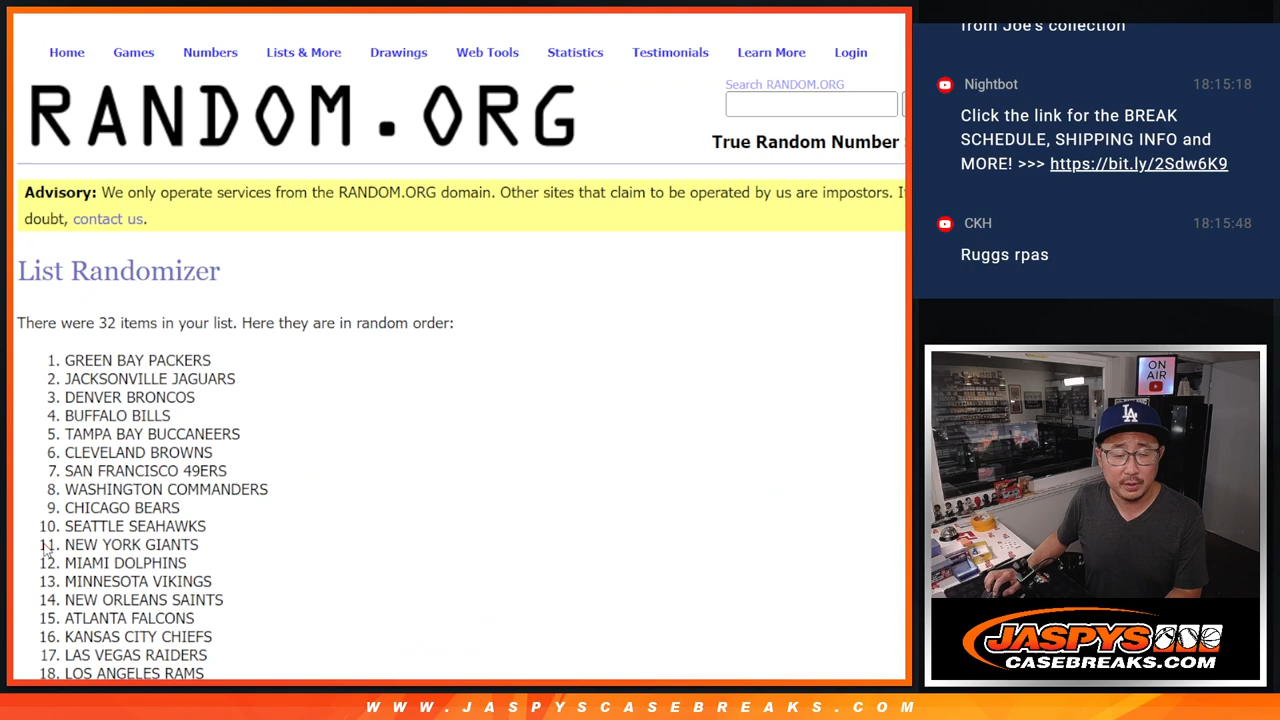 Home Games Numbers Lists & More Drawings Web Tools Statistics Testimonials Learn More Login
RANDOM.ORG
Search RANDOM.ORG
True Random Number
Advisory: We only operate services from the RANDOM.ORG domain. Other sites that claim to be operated by us are impostors.
doubt, contact us.
List Randomizer
There were 32 items in your list. Here they are in random order:
1. GREEN BAY PACKERS
2. JACKSONVILLE JAGUARS
3. DENVER BRONCOS
4. BUFFALO BILLS
5. TAMPA BAY BUCCANEERS
6. CLEVELAND BROWNS
7. SAN FRANCISCO 49ERS
8. WASHINGTON COMMANDERS
9. CHICAGO BEARS
10. SEATTLE SEAHAWKS
11. NEW YORK GIANTS
12. MIAMI DOLPHINS
13. MINNESOTA VIKINGS
14. NEW ORLEANS SAINTS
15. ATLANTA FALCONS
16. KANSAS CITY CHIEFS
17. LAS VEGAS RAIDERS
18. LOS ANGELES RAMS
from Joe's collection
Nightbot 18:15:18
Click the link for the BREAK
SCHEDULE, SHIPPING INFO and
MORE! >>> https://bit.ly/2Sdw6K9
CKH 18:15:48
Ruggs rpas
ON
AIR
LA
JASPYS
CASEBREAKS.COM
WWW.JASPYSCASEBREAKS.COM